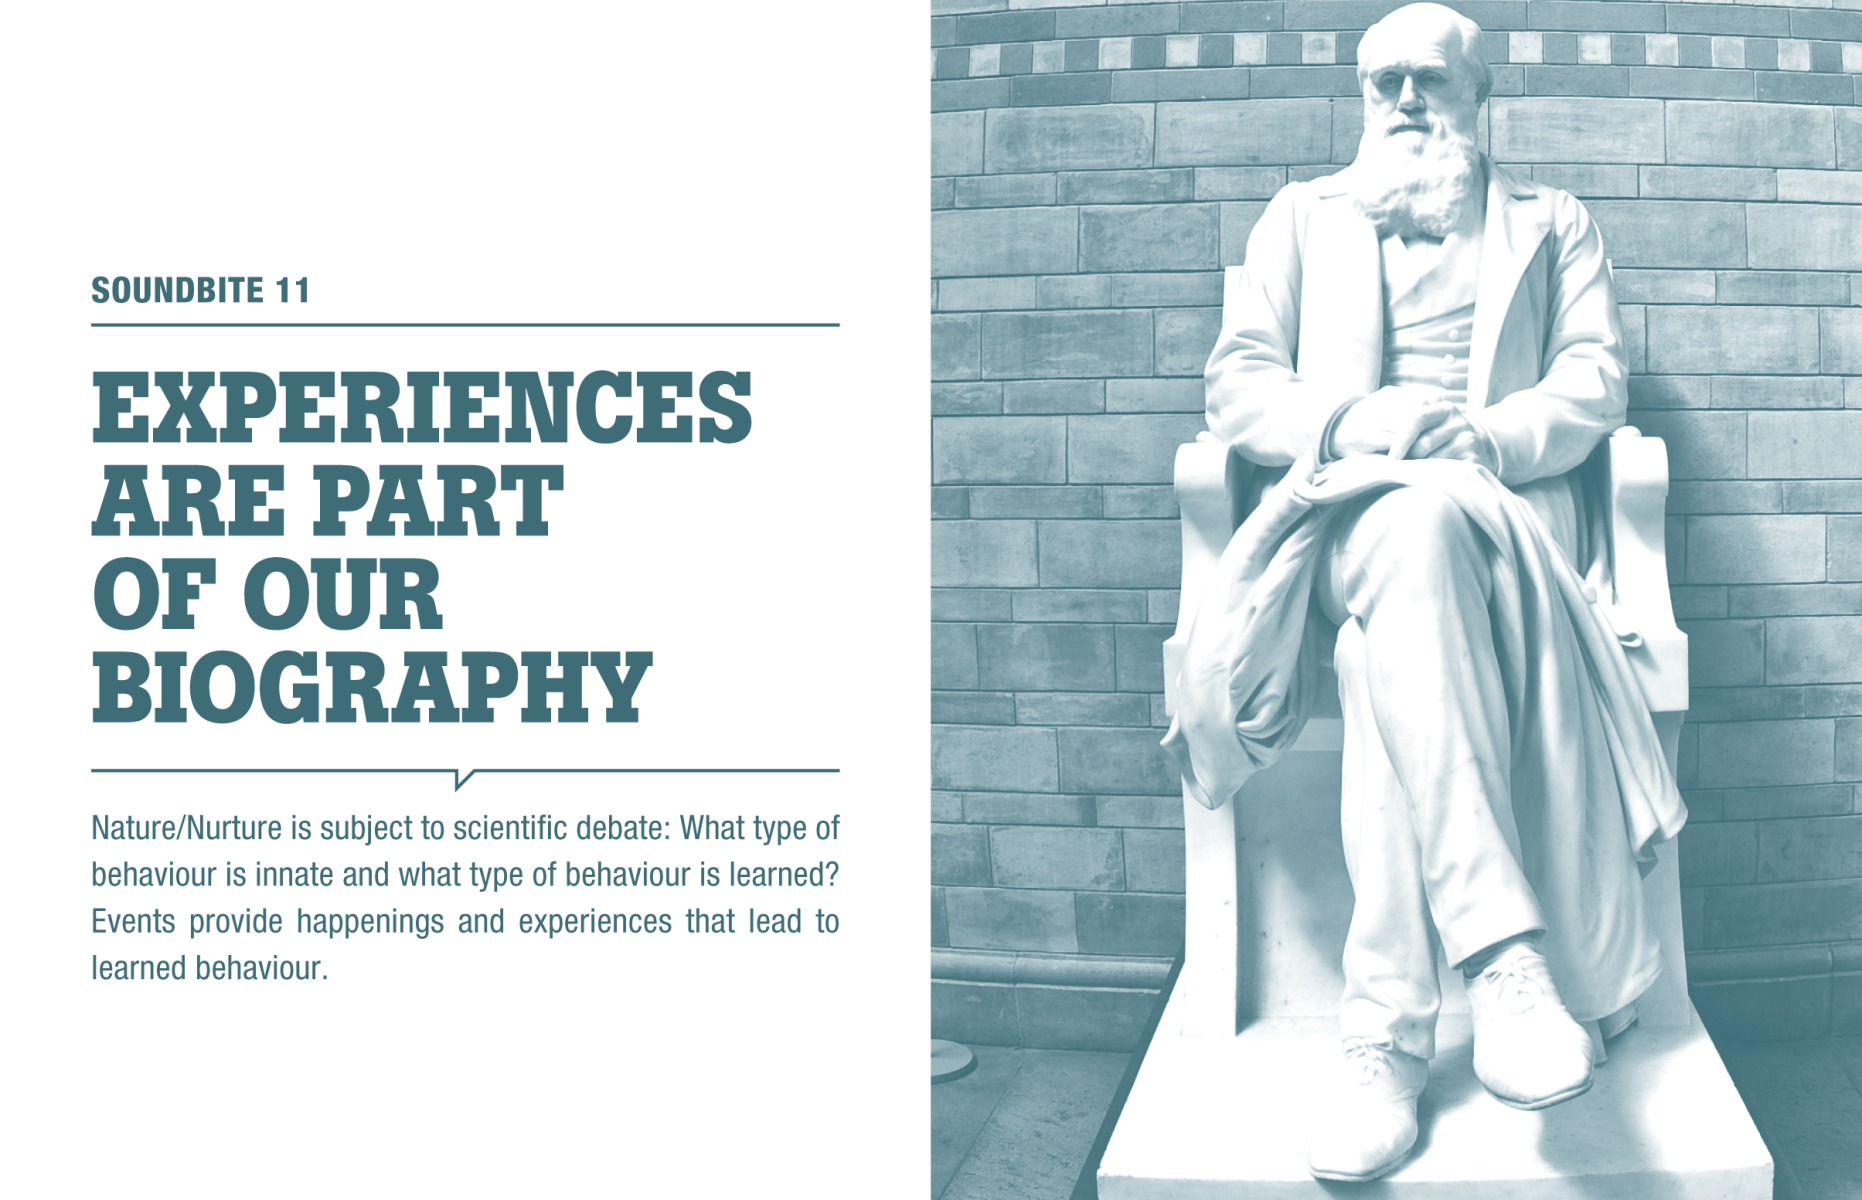 SOUNDBITE 11
EXPERIENCES
ARE PART
OF OUR
BIOGRAPHY
Nature/Nurture is subject to scientific debate: What type of
behaviour is innate and what type of behaviour is learned?
Events provide happenings and experiences that lead to
learned behaviour.